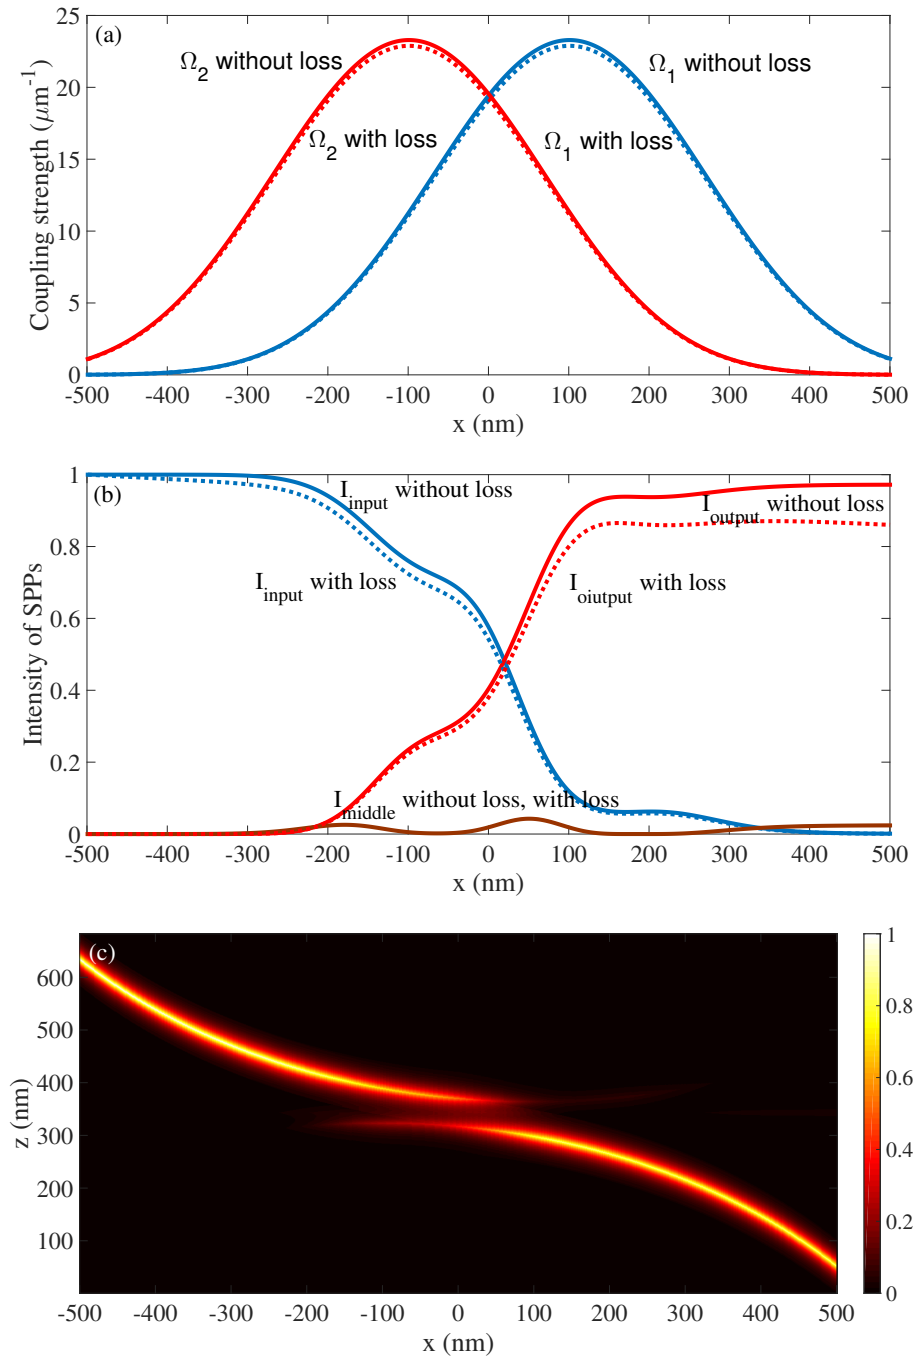 (a)
Ω2 without loss
Ω1 without loss
Ω2 with loss
Ω1 with loss
Coupling strength (μm-1)
25
20
15
10
5
0
-500 -400 -300 -200 -100 0 100 200 300 400 500
x (nm)
(b)
Iinput without loss
Ioutput without loss
Iinput with loss
Ioiutput with loss
Imiddle without loss, with loss
Intensity of SPPs
1
0.8
0.6
0.4
0.2
0
-500 -400 -300 -200 -100 0 100 200 300 400 500
x (nm)
(c)
z (nm)
600
500
400
300
200
100
-500 -400 -300 -200 -100 0 100 200 300 400 500
x (nm)
1
0.8
0.6
0.4
0.2
0